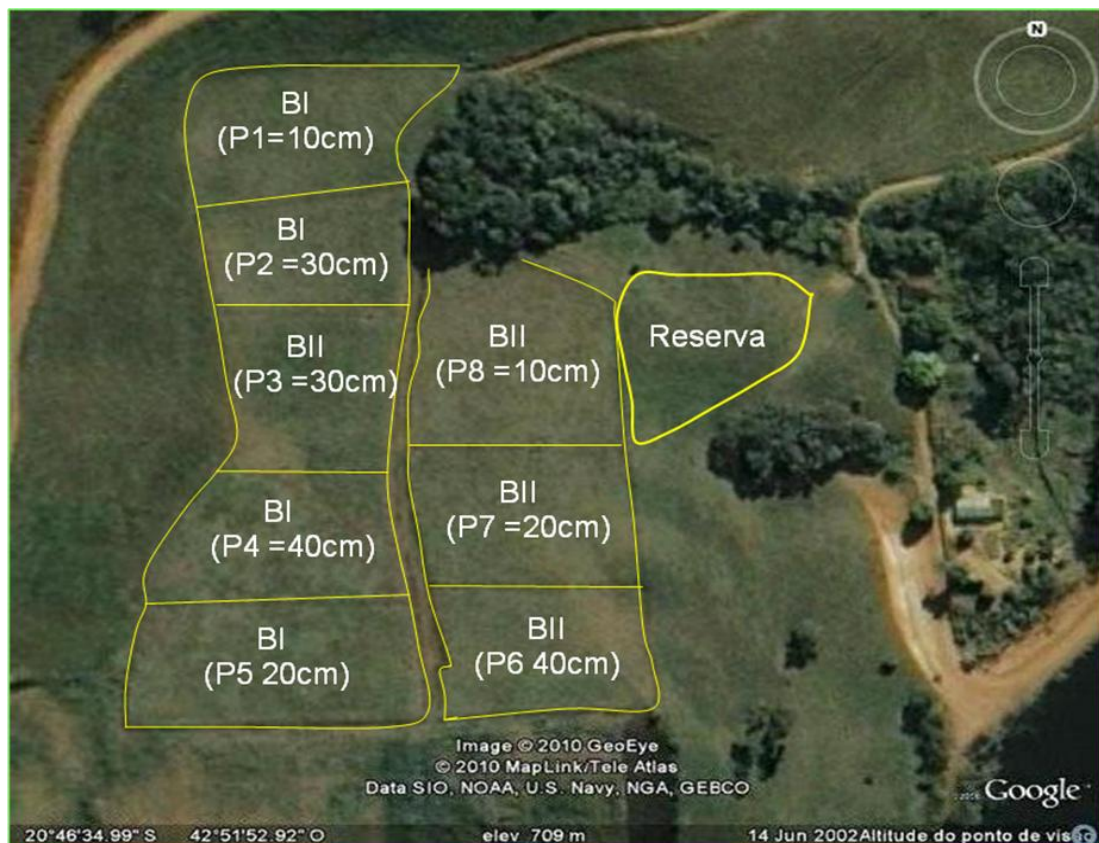 N
BI
(P1=10cm)
BI
(P2 =30cm)
BII
(P3 =30cm)
BII
(P8 =10cm)
Reserva
BI
(P4 =40cm)
BII
(P7 =20cm)
BI
(P5 20cm)
BII
(P6 40cm)
Image © 2010 GeoEye
© 2010 MapLink/Tele Atlas
Data SIO, NOAA, U.S. Navy, NGA, GEBCO
Google
20°46'34.99" S 42°51'52.92" O elev 709 m 14 Jun 2002 Altitude do ponto de visão